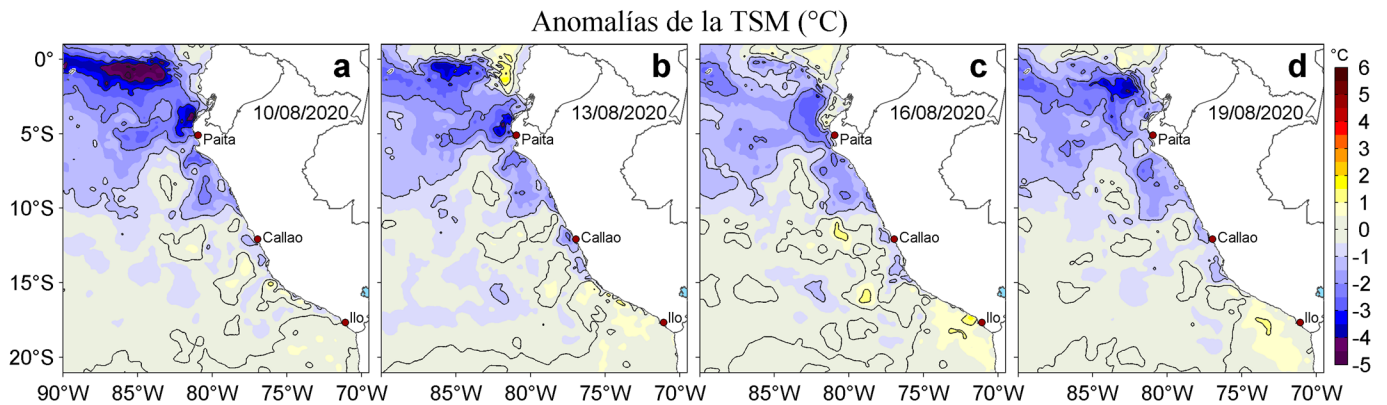 Anomalías de la TSM (°C)
a
10/08/2020
Paita
Callao
Ilo
b
13/08/2020
Paita
Callao
Ilo
c
16/08/2020
Paita
Callao
Ilo
d
19/08/2020
Paita
Callao
Ilo
0°
5°S
10°S
15°S
20°S
90°W 85°W 80°W 75°W 70°W
85°W 80°W 75°W 70°W
85°W 80°W 75°W 70°W
85°W 80°W 75°W 70°W
°C
6
5
4
3
2
1
0
-1
-2
-3
-4
-5